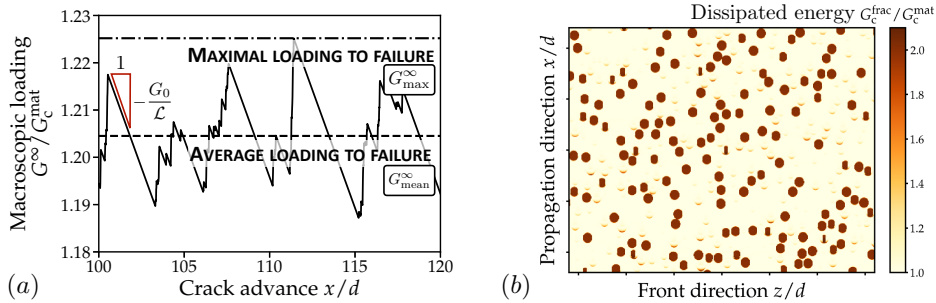 Macroscopic loading
G^∞/G_c^mat
1.23
1.22
1.21
1.20
1.19
1.18
100
105
110
115
120
Crack advance x/d
MAXIMAL LOADING TO FAILURE
G_max^∞
1
−G_0/ℒ
AVERAGE LOADING TO FAILURE
G_mean^∞
(a)
Dissipated energy G_c^frac/G_c^mat
Propagation direction x/d
Front direction z/d
2.0
1.8
1.6
1.4
1.2
1.0
(b)